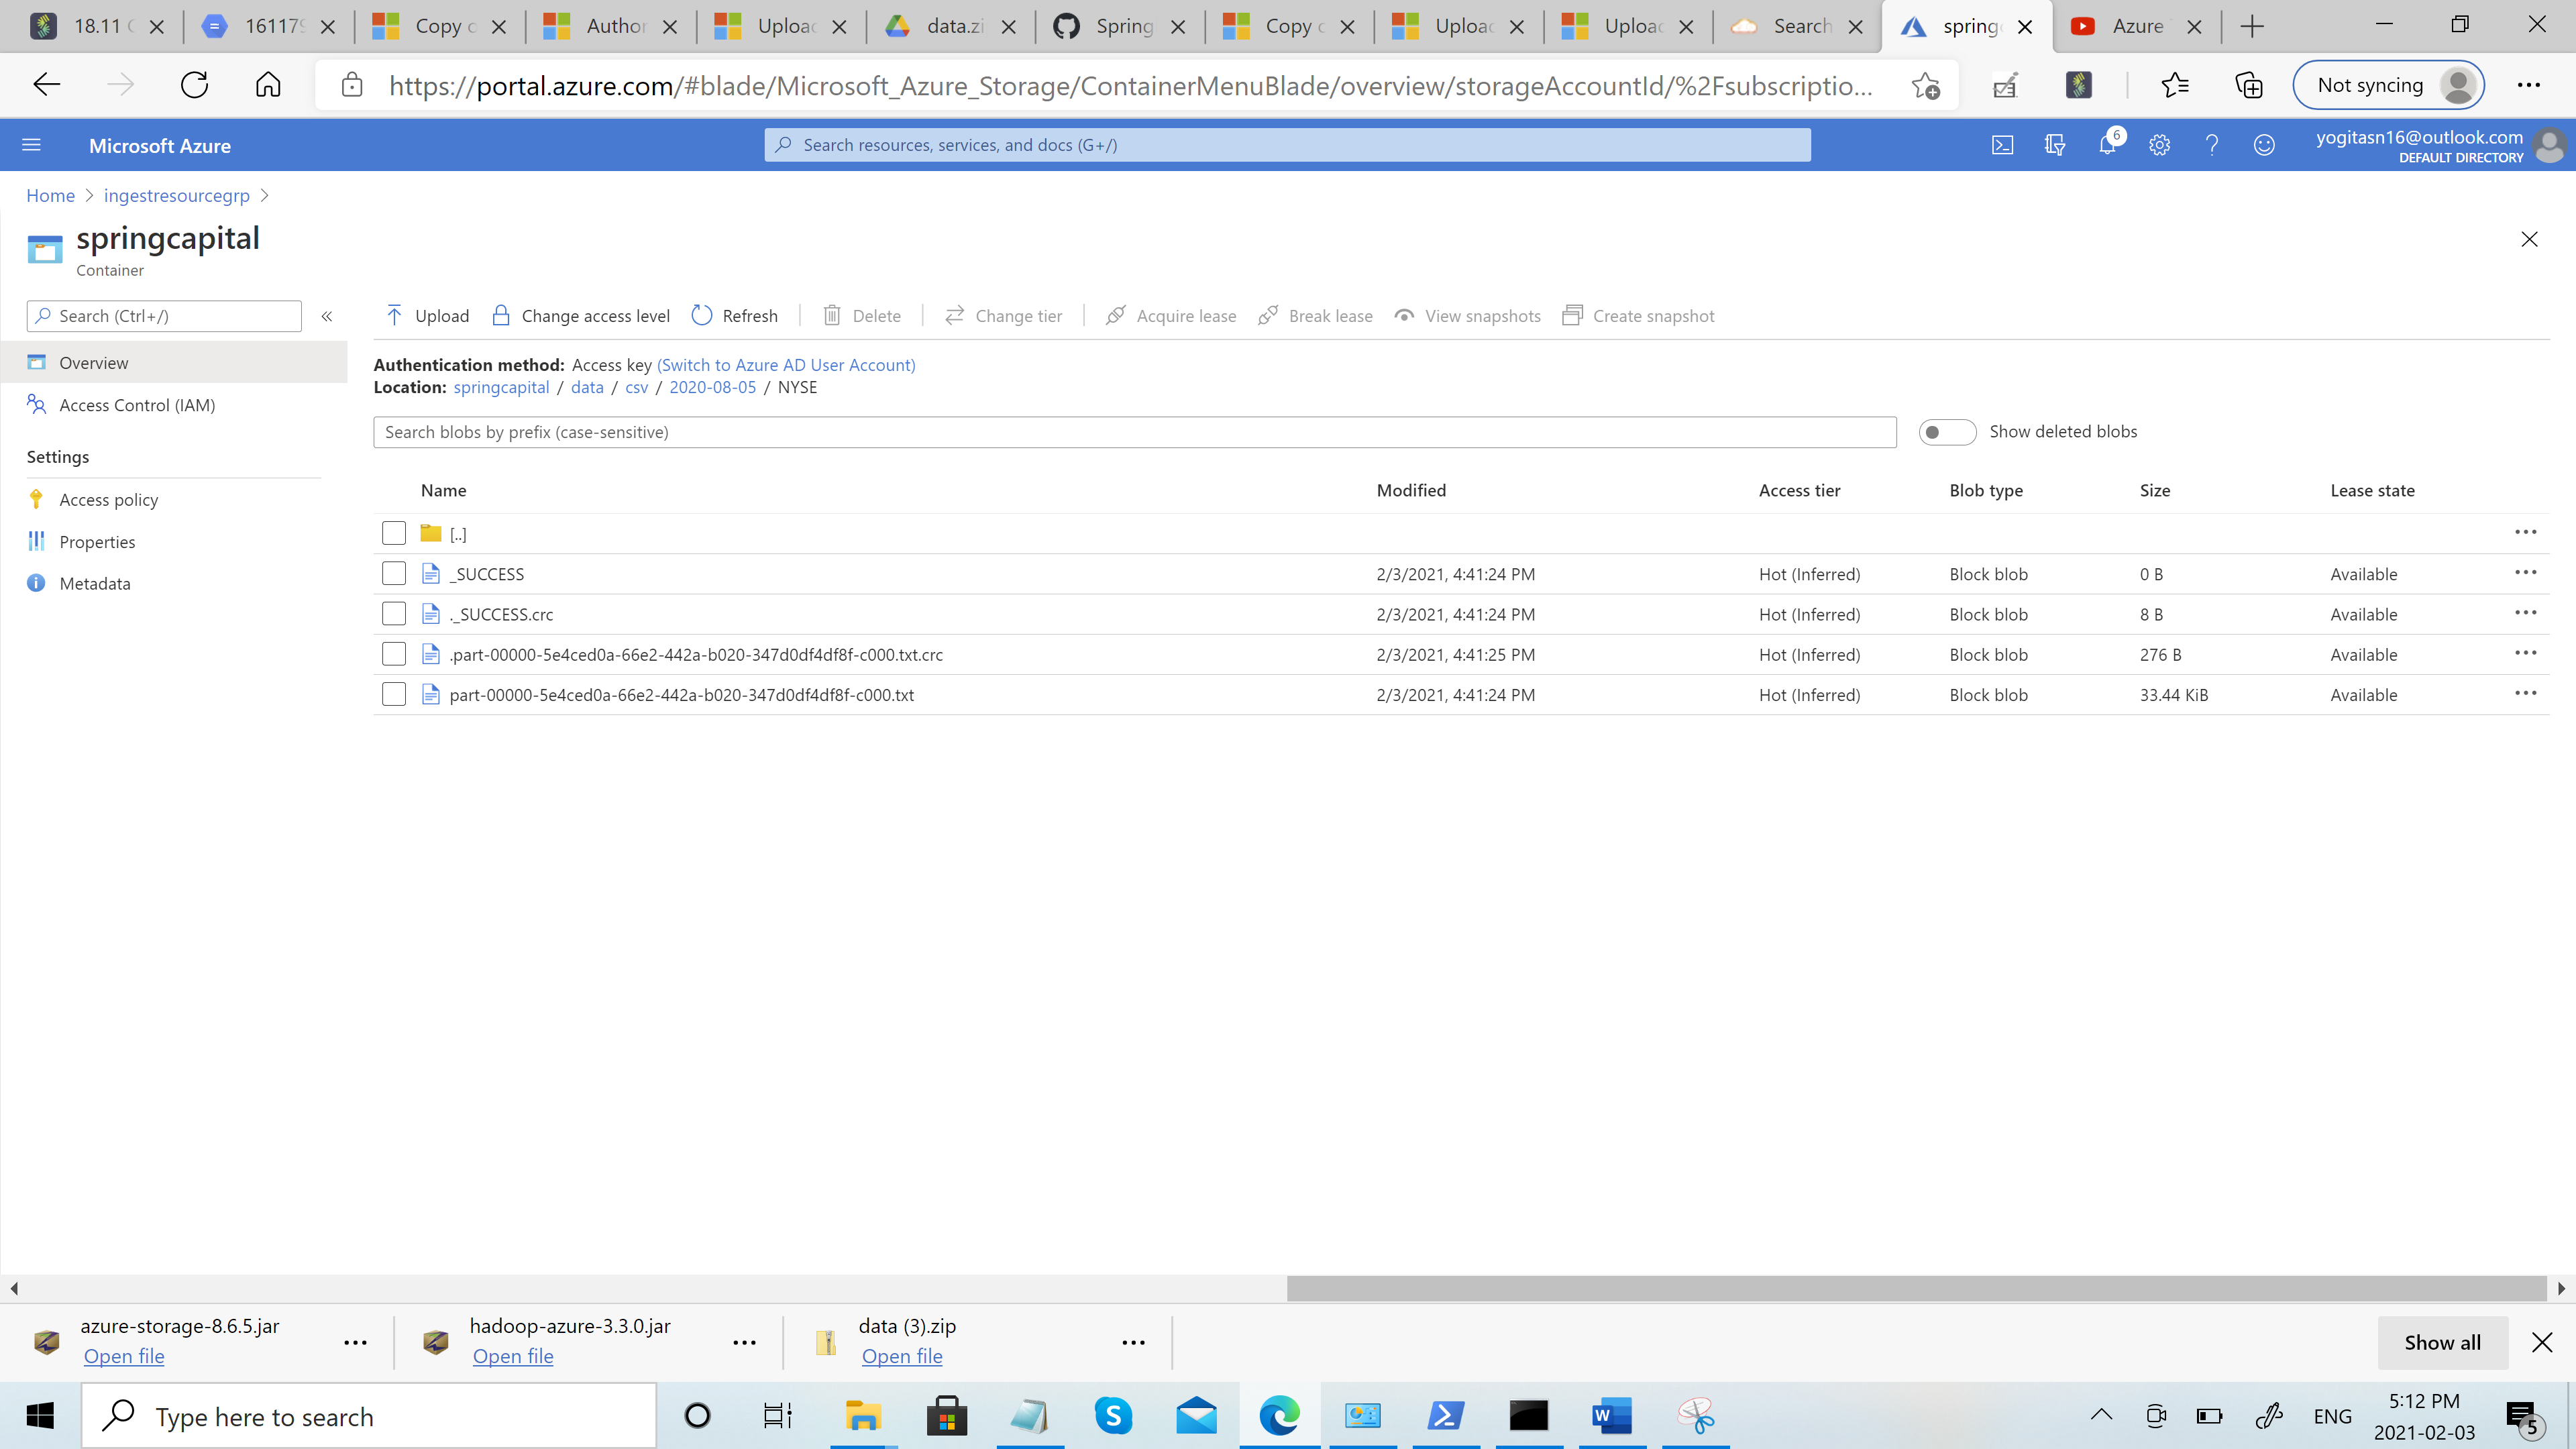 18.11
16117
Copy
Author
Upload
data.zi
Spring
Copy
Upload
Upload
Search
spring
Azure
https://portal.azure.com/#blade/Microsoft_Azure_Storage/ContainerMenuBlade/overview/storageAccountId/%2Fsubscriptio...
Not syncing
Microsoft Azure
Search resources, services, and docs (G+/)
6
yogitasn16@outlook.com
DEFAULT DIRECTORY
Home > ingestresourcegrp >
springcapital
Container
Search (Ctrl+/)
«
Upload
Change access level
Refresh
Delete
Change tier
Acquire lease
Break lease
View snapshots
Create snapshot
Overview
Access Control (IAM)
Settings
Access policy
Properties
Metadata
Authentication method: Access key (Switch to Azure AD User Account)
Location: springcapital / data / csv / 2020-08-05 / NYSE
Search blobs by prefix (case-sensitive)
Show deleted blobs
Name Modified Access tier Blob type Size Lease state
[..]
_SUCCESS 2/3/2021, 4:41:24 PM Hot (Inferred) Block blob 0 B Available
._SUCCESS.crc 2/3/2021, 4:41:24 PM Hot (Inferred) Block blob 8 B Available
.part-00000-5e4ced0a-66e2-442a-b020-347d0df4df8f-c000.txt.crc 2/3/2021, 4:41:25 PM Hot (Inferred) Block blob 276 B Available
part-00000-5e4ced0a-66e2-442a-b020-347d0df4df8f-c000.txt 2/3/2021, 4:41:24 PM Hot (Inferred) Block blob 33.44 KiB Available
azure-storage-8.6.5.jar
Open file
hadoop-azure-3.3.0.jar
Open file
data (3).zip
Open file
Show all
Type here to search
ENG
5:12 PM
2021-02-03
5